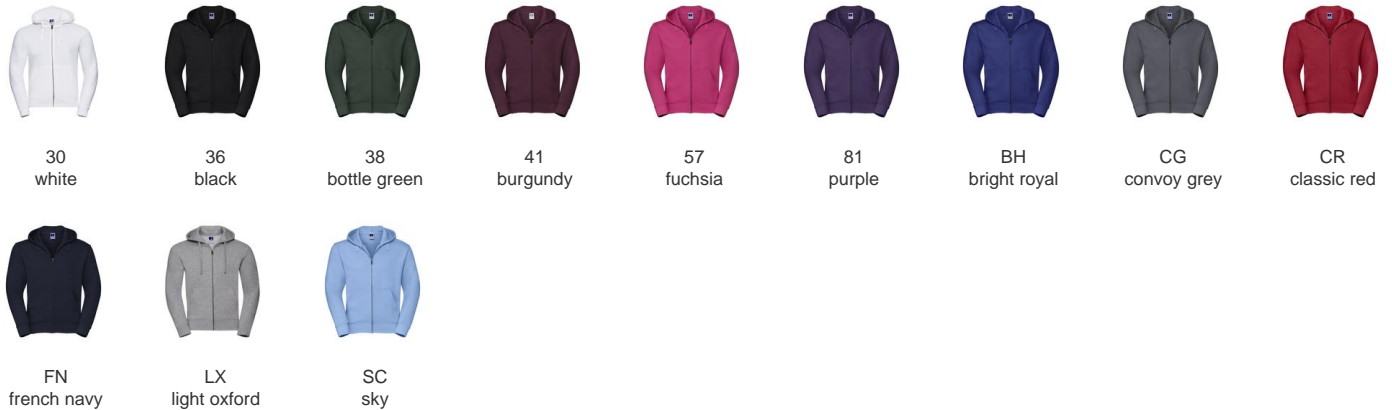 30
white
36
black
38
bottle green
41
burgundy
57
fuchsia
81
purple
BH
bright royal
CG
convoy grey
CR
classic red
FN
french navy
LX
light oxford
SC
sky